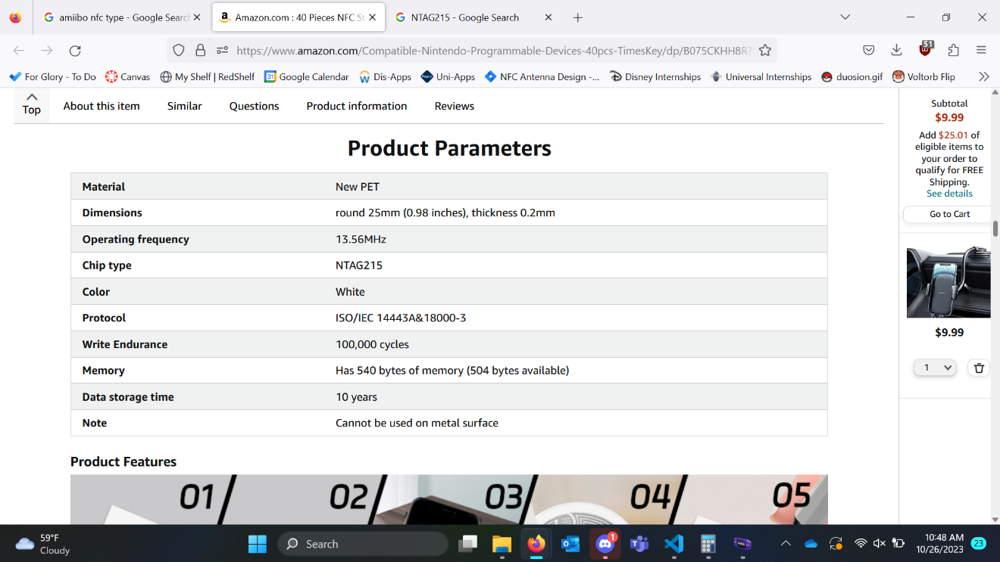 amiibo nfc type - Google Search
Amazon.com : 40 Pieces NFC St
NTAG215 - Google Search
https://www.amazon.com/Compatible-Nintendo-Programmable-Devices-40pcs-TimesKey/dp/B075CKHH8R?
51
For Glory - To Do
Canvas
My Shelf | RedShelf
31
Google Calendar
Dis-Apps
Uni-Apps
NFC Antenna Design -...
Disney Internships
Universal Internships
duosion.gif
Voltorb Flip
Top
About this item
Similar
Questions
Product information
Reviews
Product Parameters
Material New PET
Dimensions round 25mm (0.98 inches), thickness 0.2mm
Operating frequency 13.56MHz
Chip type NTAG215
Color White
Protocol ISO/IEC 14443A&18000-3
Write Endurance 100,000 cycles
Memory Has 540 bytes of memory (504 bytes available)
Data storage time 10 years
Note Cannot be used on metal surface
Product Features
01
02
03
04
05
Subtotal
$9.99
Add $25.01 of
eligible items to
your order to
qualify for FREE
Shipping.
See details
Go to Cart
$9.99
1
59°F
Cloudy
Search
1
10:48 AM
10/26/2023
23